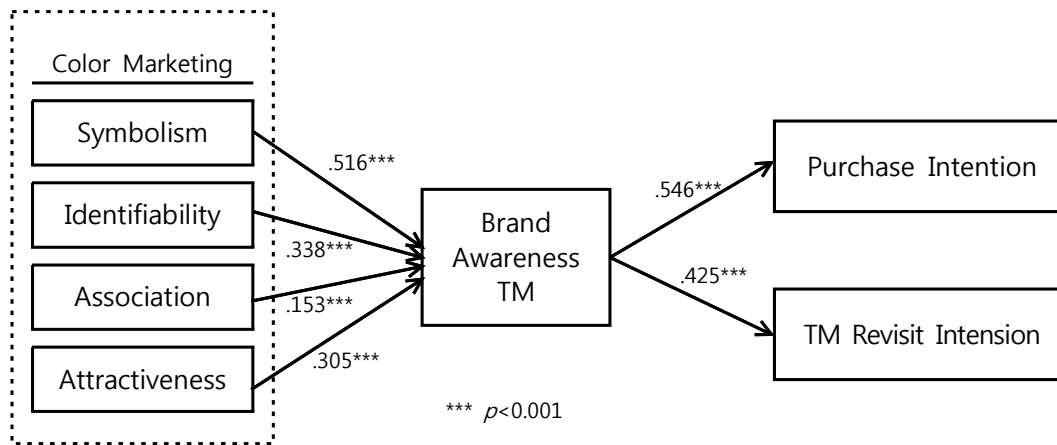 Color Marketing
Symbolism
Identifiability
Association
Attractiveness
.516***
.338***
.153***
.305***
Brand
Awareness
TM
.546***
.425***
Purchase Intention
TM Revisit Intension
*** p<0.001